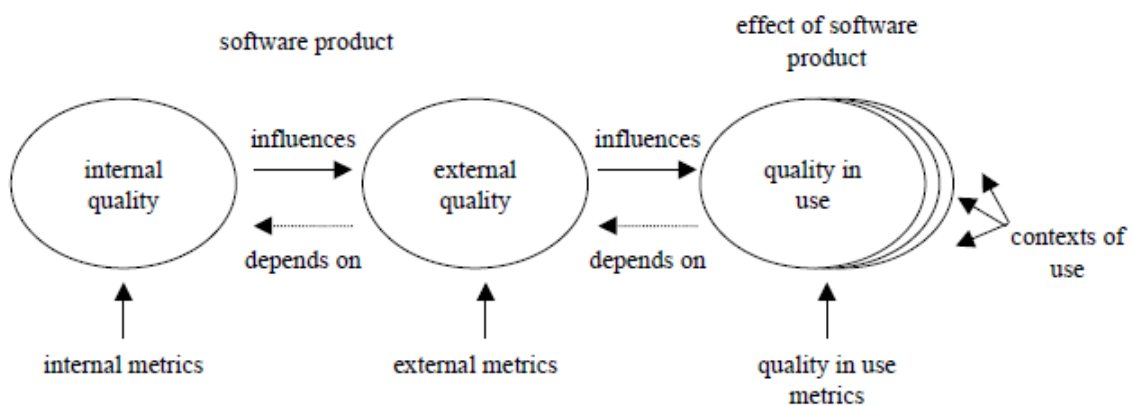 software product
effect of software
product
internal
quality
influences
depends on
external
quality
influences
depends on
quality in
use
contexts of
use
internal metrics
external metrics
quality in use
metrics